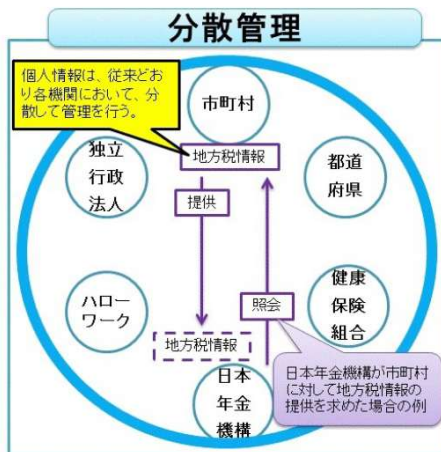 分散管理
個人情報は、従来どお
り各機関において、分
散して管理を行う。
市町村
地方税情報
独立
行政
法人
都道
府県
提供
ハロー
ワーク
照会
健康
保険
組合
地方税情報
日本
年金
機構
日本年金機構が市町村
に対して地方税情報の
提供を求めた場合の例